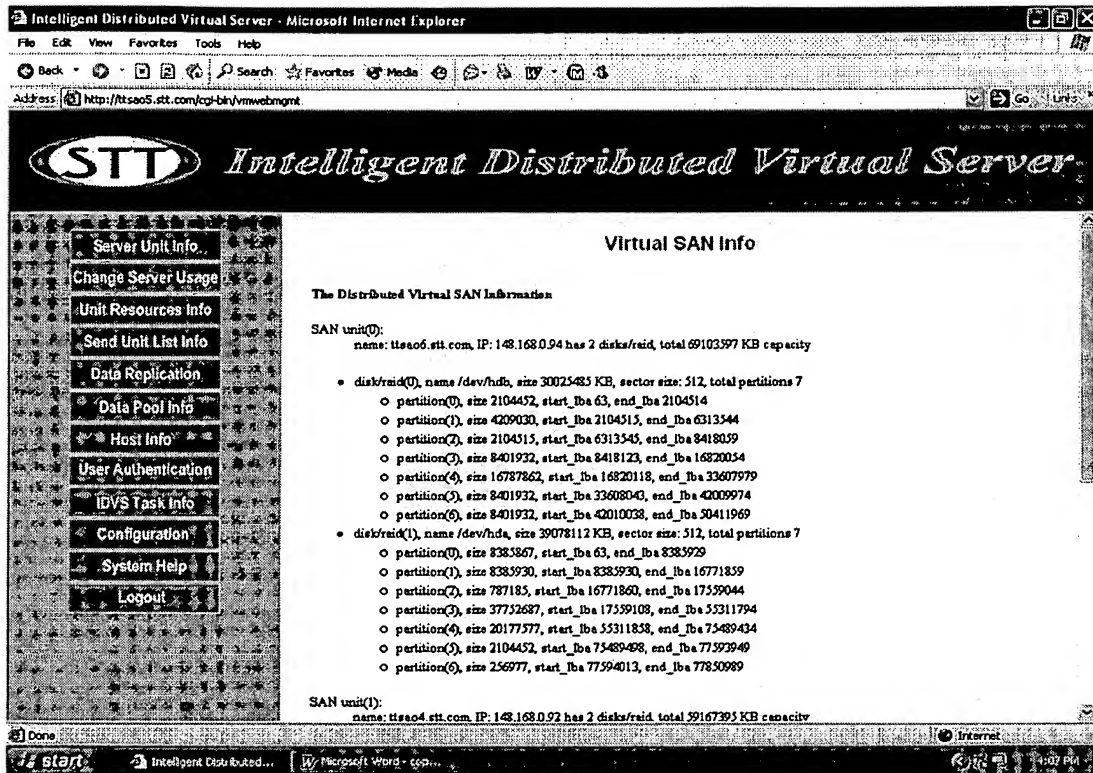 Intelligent Distributed Virtual Server - Microsoft Internet Explorer
File Edit View Favorites Tools Help
Back Search Favorites Media
Address http://ttsao5.stt.com/cgi-bin/vmwebmgmt Go Links
STT Intelligent Distributed Virtual Server
Server Unit Info
Change Server Usage
Unit Resources Info
Send Unit List Info
Data Replication
Data Pool Info
Host Info
User Authentication
IDVS Task Info
Configuration
System Help
Logout
Virtual SAN Info
The Distributed Virtual SAN Information
SAN unit(0):
name: ttsao6.stt.com, IP: 148.168.0.94 has 2 disks/raid, total 69103597 KB capacity
disk/raid(0), name /dev/hdb, size 30025485 KB, sector size: 512, total partitions 7
partition(0), size 2104452, start_lba 63, end_lba 2104514
partition(1), size 4209030, start_lba 2104515, end_lba 6313544
partition(2), size 2104515, start_lba 6313545, end_lba 8418059
partition(3), size 8401932, start_lba 8418123, end_lba 16820054
partition(4), size 16787862, start_lba 16820118, end_lba 33607979
partition(5), size 8401932, start_lba 33608043, end_lba 42009974
partition(6), size 8401932, start_lba 42010038, end_lba 50411969
disk/raid(1), name /dev/hda, size 39078112 KB, sector size: 512, total partitions 7
partition(0), size 8385867, start_lba 63, end_lba 8385929
partition(1), size 8385930, start_lba 8385930, end_lba 16771859
partition(2), size 787185, start_lba 16771860, end_lba 17559044
partition(3), size 37752687, start_lba 17559108, end_lba 55311794
partition(4), size 20177577, start_lba 55311858, end_lba 75489434
partition(5), size 2104452, start_lba 75489498, end_lba 77593949
partition(6), size 256977, start_lba 77594013, end_lba 77850989
SAN unit(1):
name: ttsao4.stt.com, IP: 148.168.0.92 has 2 disks/raid, total 59167395 KB capacity
Done Internet
start Intelligent Distributed... Microsoft Word - 4:07 PM